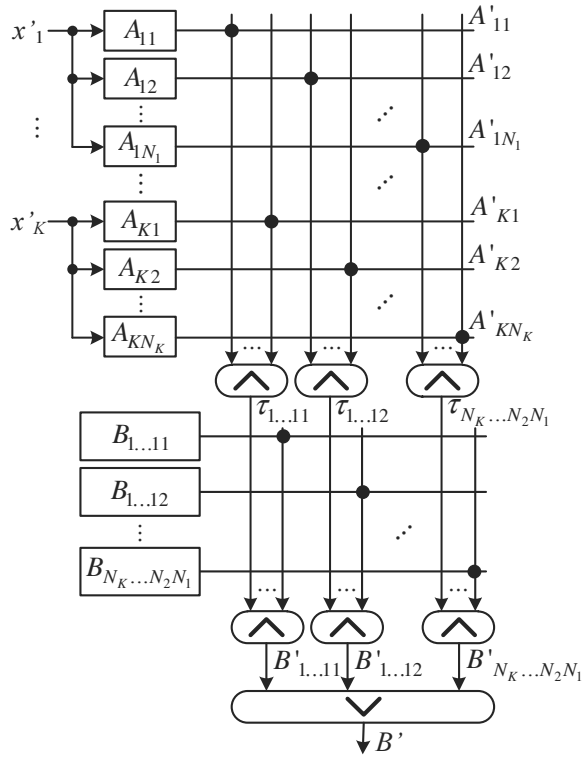 x'₁ A₁₁ A'₁₁
A₁₂ A'₁₂
⋮ ⋮ ⋰
A₁N₁ A'₁N₁
⋮ ⋰
x'K AK₁ A'K₁
AK₂ A'K₂
⋮ ⋰
AKNK A'KNK
... ... ...
∧ ∧ ∧
τ₁...₁₁ τ₁...₁₂ τNK...N₂N₁
B₁...₁₁
B₁...₁₂
⋮ ⋰
BNK...N₂N₁
... ... ...
∧ ∧ ∧
B'₁...₁₁ B'₁...₁₂ B'NK...N₂N₁
∨
B'